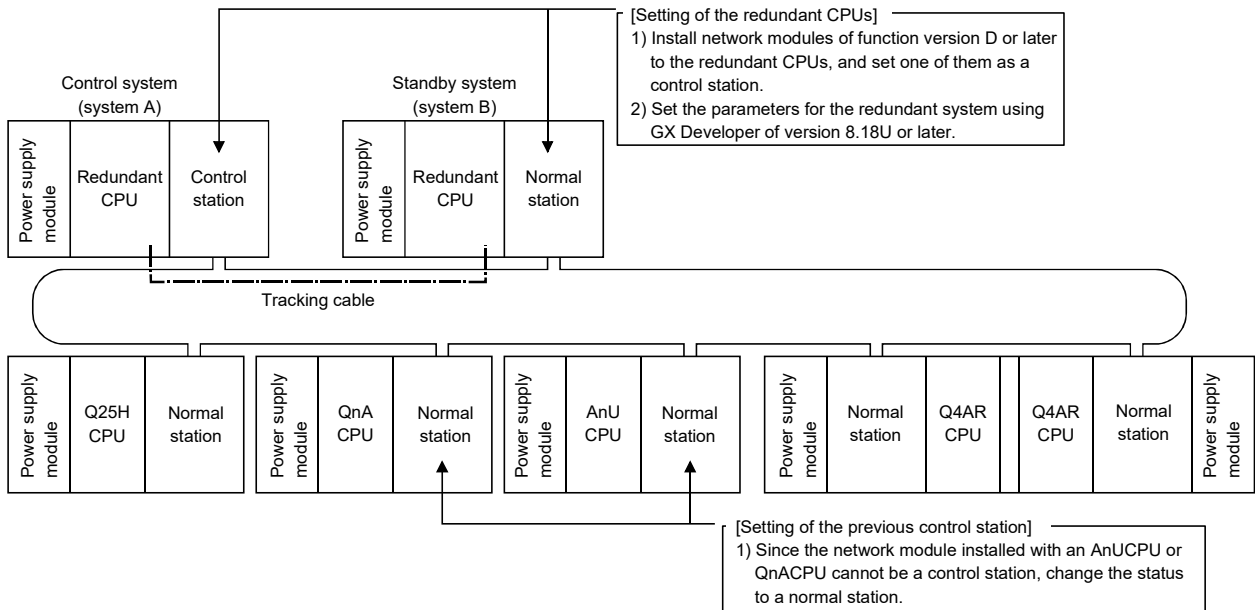 [Setting of the redundant CPUs]
1) Install network modules of function version D or later
to the redundant CPUs, and set one of them as a
control station.
2) Set the parameters for the redundant system using
GX Developer of version 8.18U or later.
Control system
(system A)
Standby system
(system B)
Power supply
module
Redundant
CPU
Control
station
Power supply
module
Redundant
CPU
Normal
station
Tracking cable
Power supply
module
Q25H
CPU
Normal
station
Power supply
module
QnA
CPU
Normal
station
Power supply
module
AnU
CPU
Normal
station
Power supply
module
Normal
station
Q4AR
CPU
Q4AR
CPU
Normal
station
Power supply
module
[Setting of the previous control station]
1) Since the network module installed with an AnUCPU or
QnACPU cannot be a control station, change the status
to a normal station.